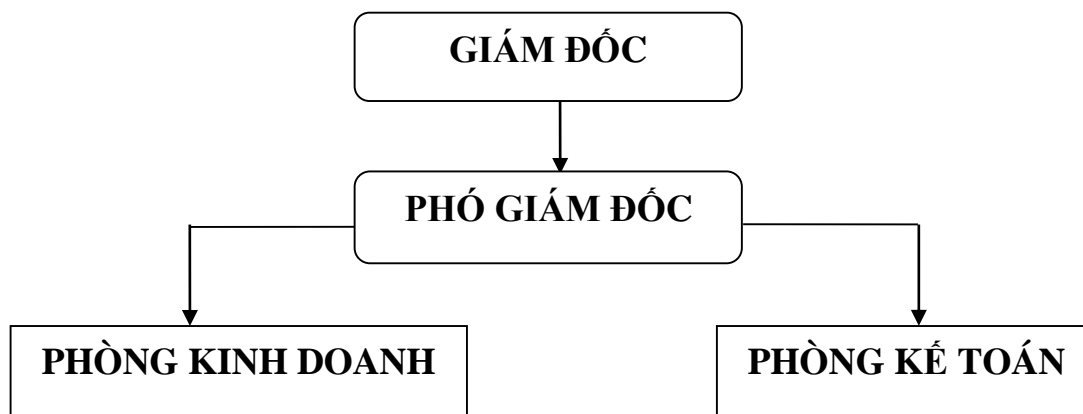 GIÁM ĐỐC
PHÓ GIÁM ĐỐC
PHÒNG KINH DOANH
PHÒNG KẾ TOÁN